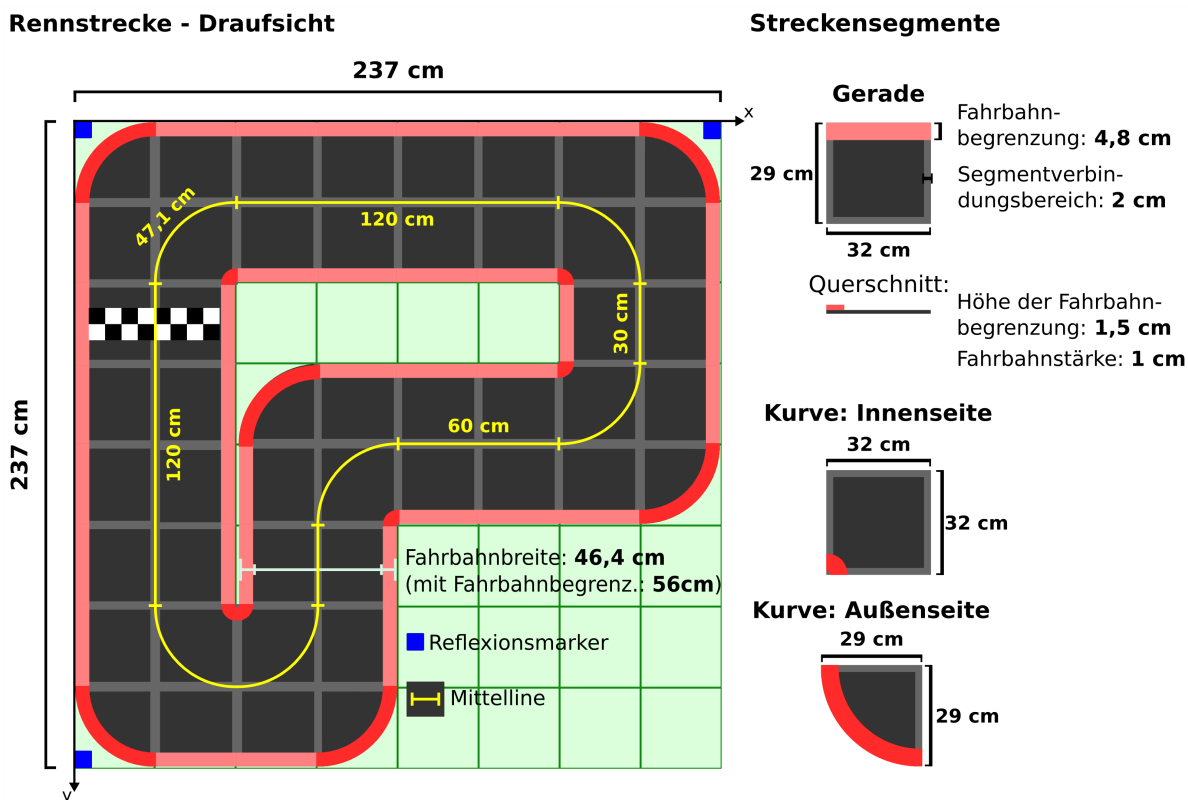 Rennstrecke - Draufsicht
237 cm
x
237 cm
y
47,1 cm
120 cm
30 cm
120 cm
60 cm
Fahrbahnbreite: 46,4 cm
(mit Fahrbahnbegrenz.: 56cm)
Reflexionsmarker
Mittelline
Streckensegmente
Gerade
29 cm
32 cm
Fahrbahn-
begrenzung: 4,8 cm
Segmentverbin-
dungsbereich: 2 cm
Querschnitt:
Höhe der Fahrbahn-
begrenzung: 1,5 cm
Fahrbahnstärke: 1 cm
Kurve: Innenseite
32 cm
32 cm
Kurve: Außenseite
29 cm
29 cm